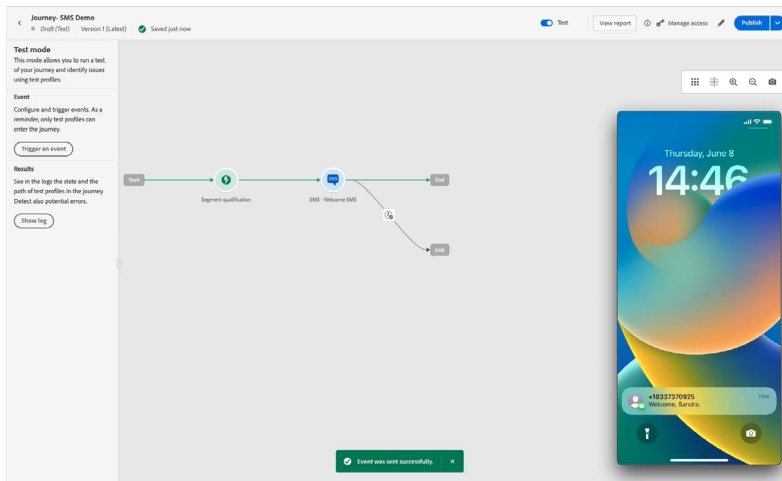 Journey- SMS Demo
Draft (Test) Version 1 (Latest) Saved just now
Test View report Manage access Publish
Test mode
This mode allows you to run a test
of your journey and identify issues
using test profiles.
Event
Configure and trigger events. As a
reminder, only test profiles can
enter the journey.
Trigger an event
Results
See in the logs the state and the
path of test profiles in the journey.
Detect also potential errors.
Show log
Start
Segment qualification
SMS
SMS - Welcome SMS
End
End
Thursday, June 8
14:46
+18337370925 now
Welcome, Sandra.
Event was sent successfully.